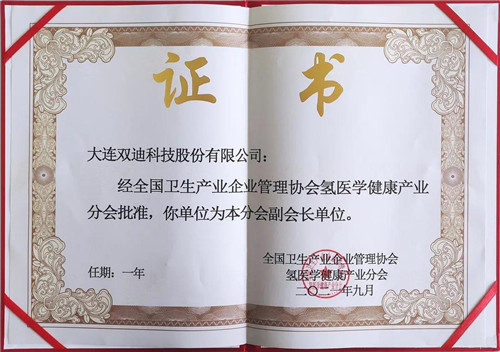 证书
大连双迪科技股份有限公司：
经全国卫生产业企业管理协会氢医学健康产业
分会批准，你单位为本分会副会长单位。
全国卫生产业企业管理协会
任期：一年
氢医学健康产业分会
二〇二 年九月